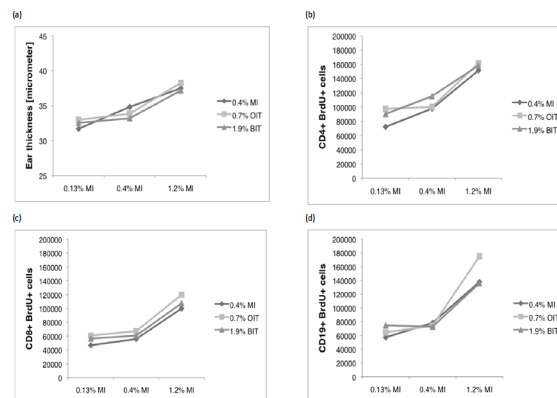 (a)
45
40
35
30
25
Ear thickness [micrometer]
0.13% MI 0.4% MI 1.2% MI
0.4% MI
0.7% OIT
1.9% BIT
(b)
200000
180000
160000
140000
120000
100000
80000
60000
40000
20000
0
CD4+ BrdU+ cells
0.13% MI 0.4% MI 1.2% MI
0.4% MI
0.7% OIT
1.9% BIT
(c)
200000
180000
160000
140000
120000
100000
80000
60000
40000
20000
0
CD8+ BrdU+ cells
0.13% MI 0.4% MI 1.2% MI
0.4% MI
0.7% OIT
1.9% BIT
(d)
200000
180000
160000
140000
120000
100000
80000
60000
40000
20000
0
CD19+ BrdU+ cells
0.13% MI 0.4% MI 1.2% MI
0.4% MI
0.7% OIT
1.9% BIT